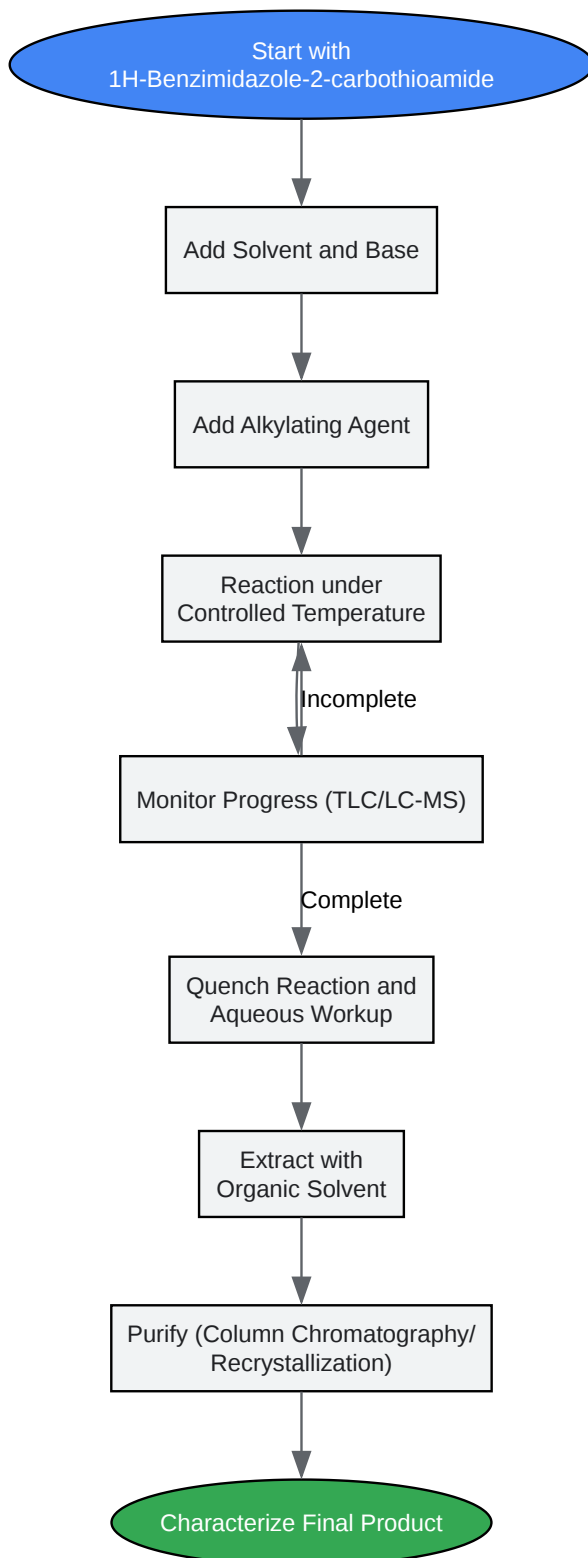 Start with
1H-Benzimidazole-2-carbothioamide
Add Solvent and Base
Add Alkylating Agent
Reaction under
Controlled Temperature
Incomplete
Monitor Progress (TLC/LC-MS)
Complete
Quench Reaction and
Aqueous Workup
Extract with
Organic Solvent
Purify (Column Chromatography/
Recrystallization)
Characterize Final Product